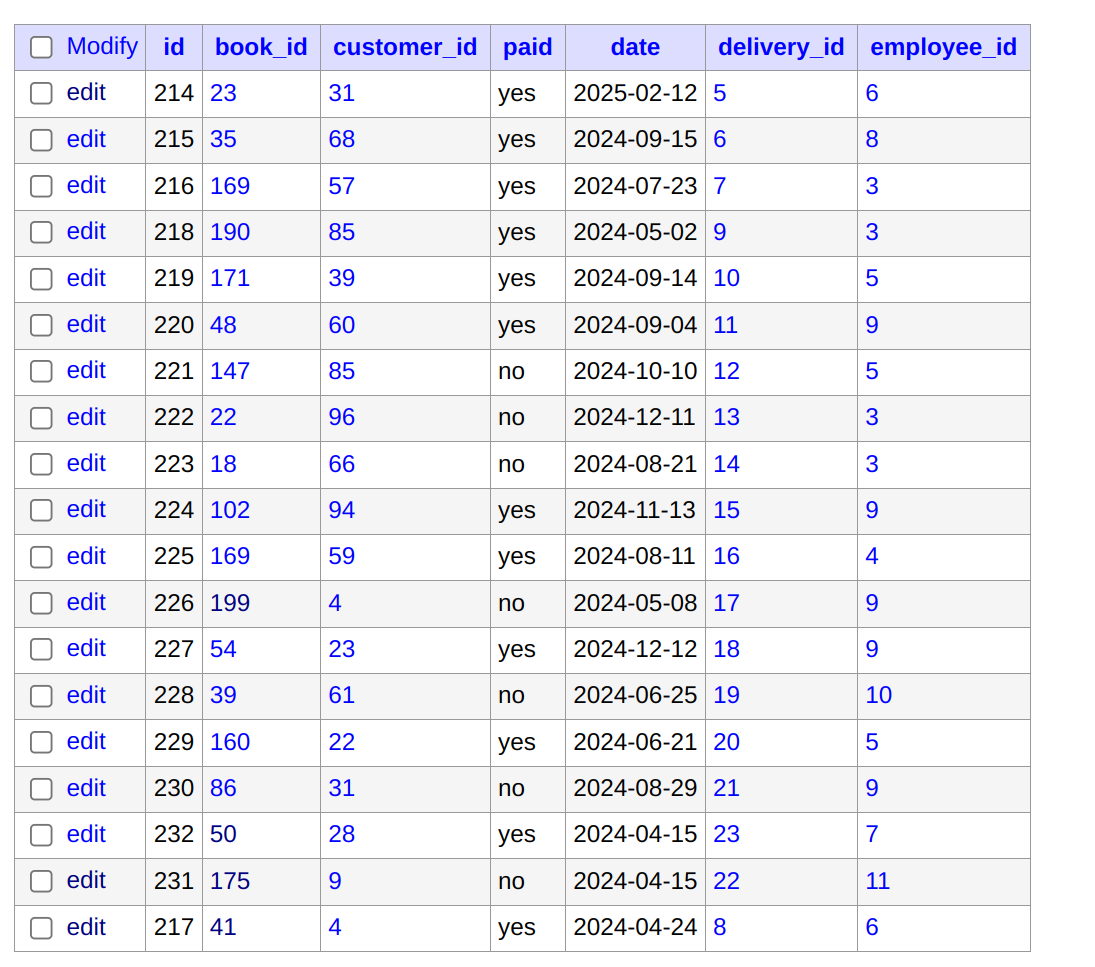 Modify id book_id customer_id paid date delivery_id employee_id
edit 214 23 31 yes 2025-02-12 5 6
edit 215 35 68 yes 2024-09-15 6 8
edit 216 169 57 yes 2024-07-23 7 3
edit 218 190 85 yes 2024-05-02 9 3
edit 219 171 39 yes 2024-09-14 10 5
edit 220 48 60 yes 2024-09-04 11 9
edit 221 147 85 no 2024-10-10 12 5
edit 222 22 96 no 2024-12-11 13 3
edit 223 18 66 no 2024-08-21 14 3
edit 224 102 94 yes 2024-11-13 15 9
edit 225 169 59 yes 2024-08-11 16 4
edit 226 199 4 no 2024-05-08 17 9
edit 227 54 23 yes 2024-12-12 18 9
edit 228 39 61 no 2024-06-25 19 10
edit 229 160 22 yes 2024-06-21 20 5
edit 230 86 31 no 2024-08-29 21 9
edit 232 50 28 yes 2024-04-15 23 7
edit 231 175 9 no 2024-04-15 22 11
edit 217 41 4 yes 2024-04-24 8 6